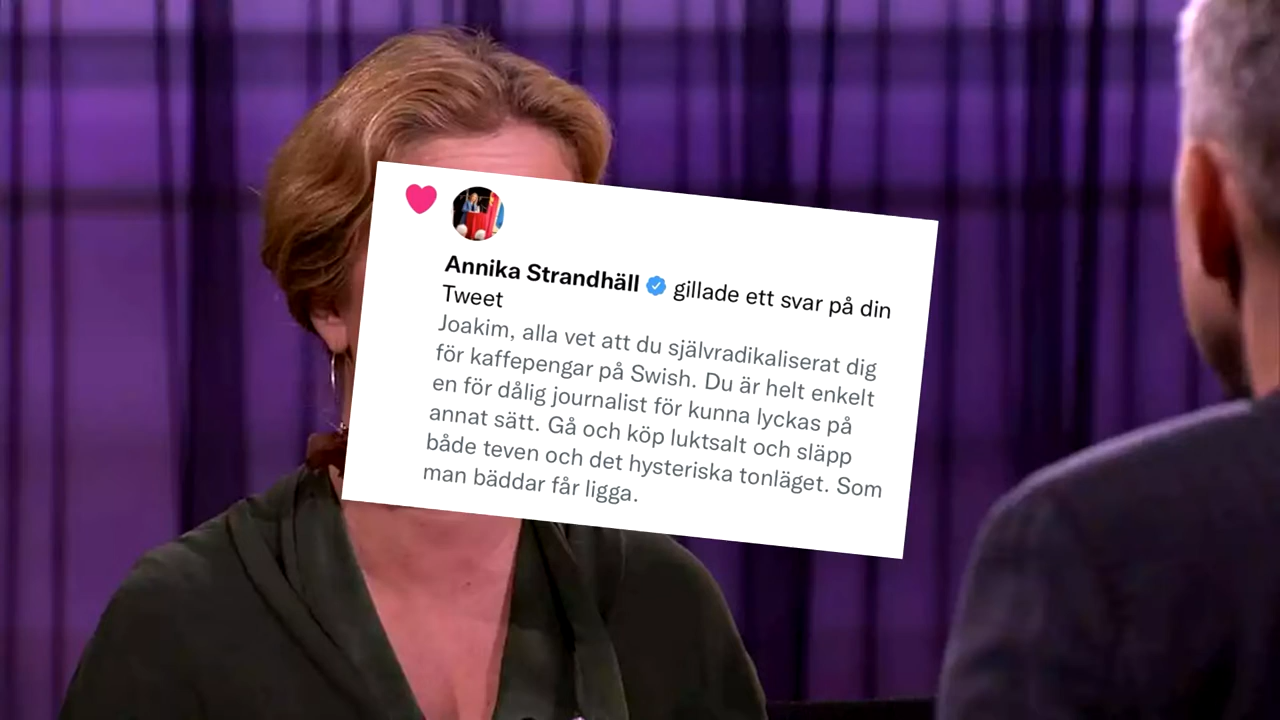 Annika Strandhäll gillade ett svar på din
Tweet
Joakim, alla vet att du självradikaliserat dig
för kaffepengar på Swish. Du är helt enkelt
en för dålig journalist för kunna lyckas på
annat sätt. Gå och köp luktsalt och släpp
både teven och det hysteriska tonläget. Som
man bäddar får ligga.